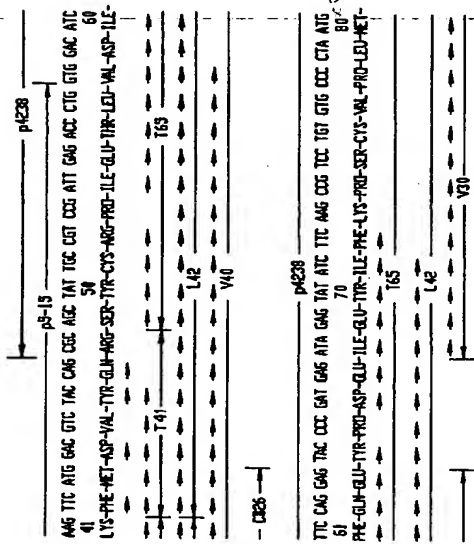 p4238
p5-15
AAG TTC ATG GAC GTC TAC CAG CGC AGC TAT TGC CGT CCG ATT GAG ACC CTG GTG GAC ATC
41 50 60
LYS-PHE-MET-ASP-VAL-TYR-GLN-ARG-SER-TYR-CYS-ARG-PRO-ILE-GLU-THR-LEU-VAL-ASP-ILE-
T41 T63
L42
V40
p4238
TTC CAG GAG TAC CCC GAT GAG ATA GAG TAT ATC TTC AAG CCG TCC TGT GTG CCC CTA ATG
61 70 80
PHE-GLN-GLU-TYR-PRO-ASP-GLU-ILE-GLU-TYR-ILE-PHE-LYS-PRO-SER-CYS-VAL-PRO-LEU-MET-
T65
CB26
L42
V30